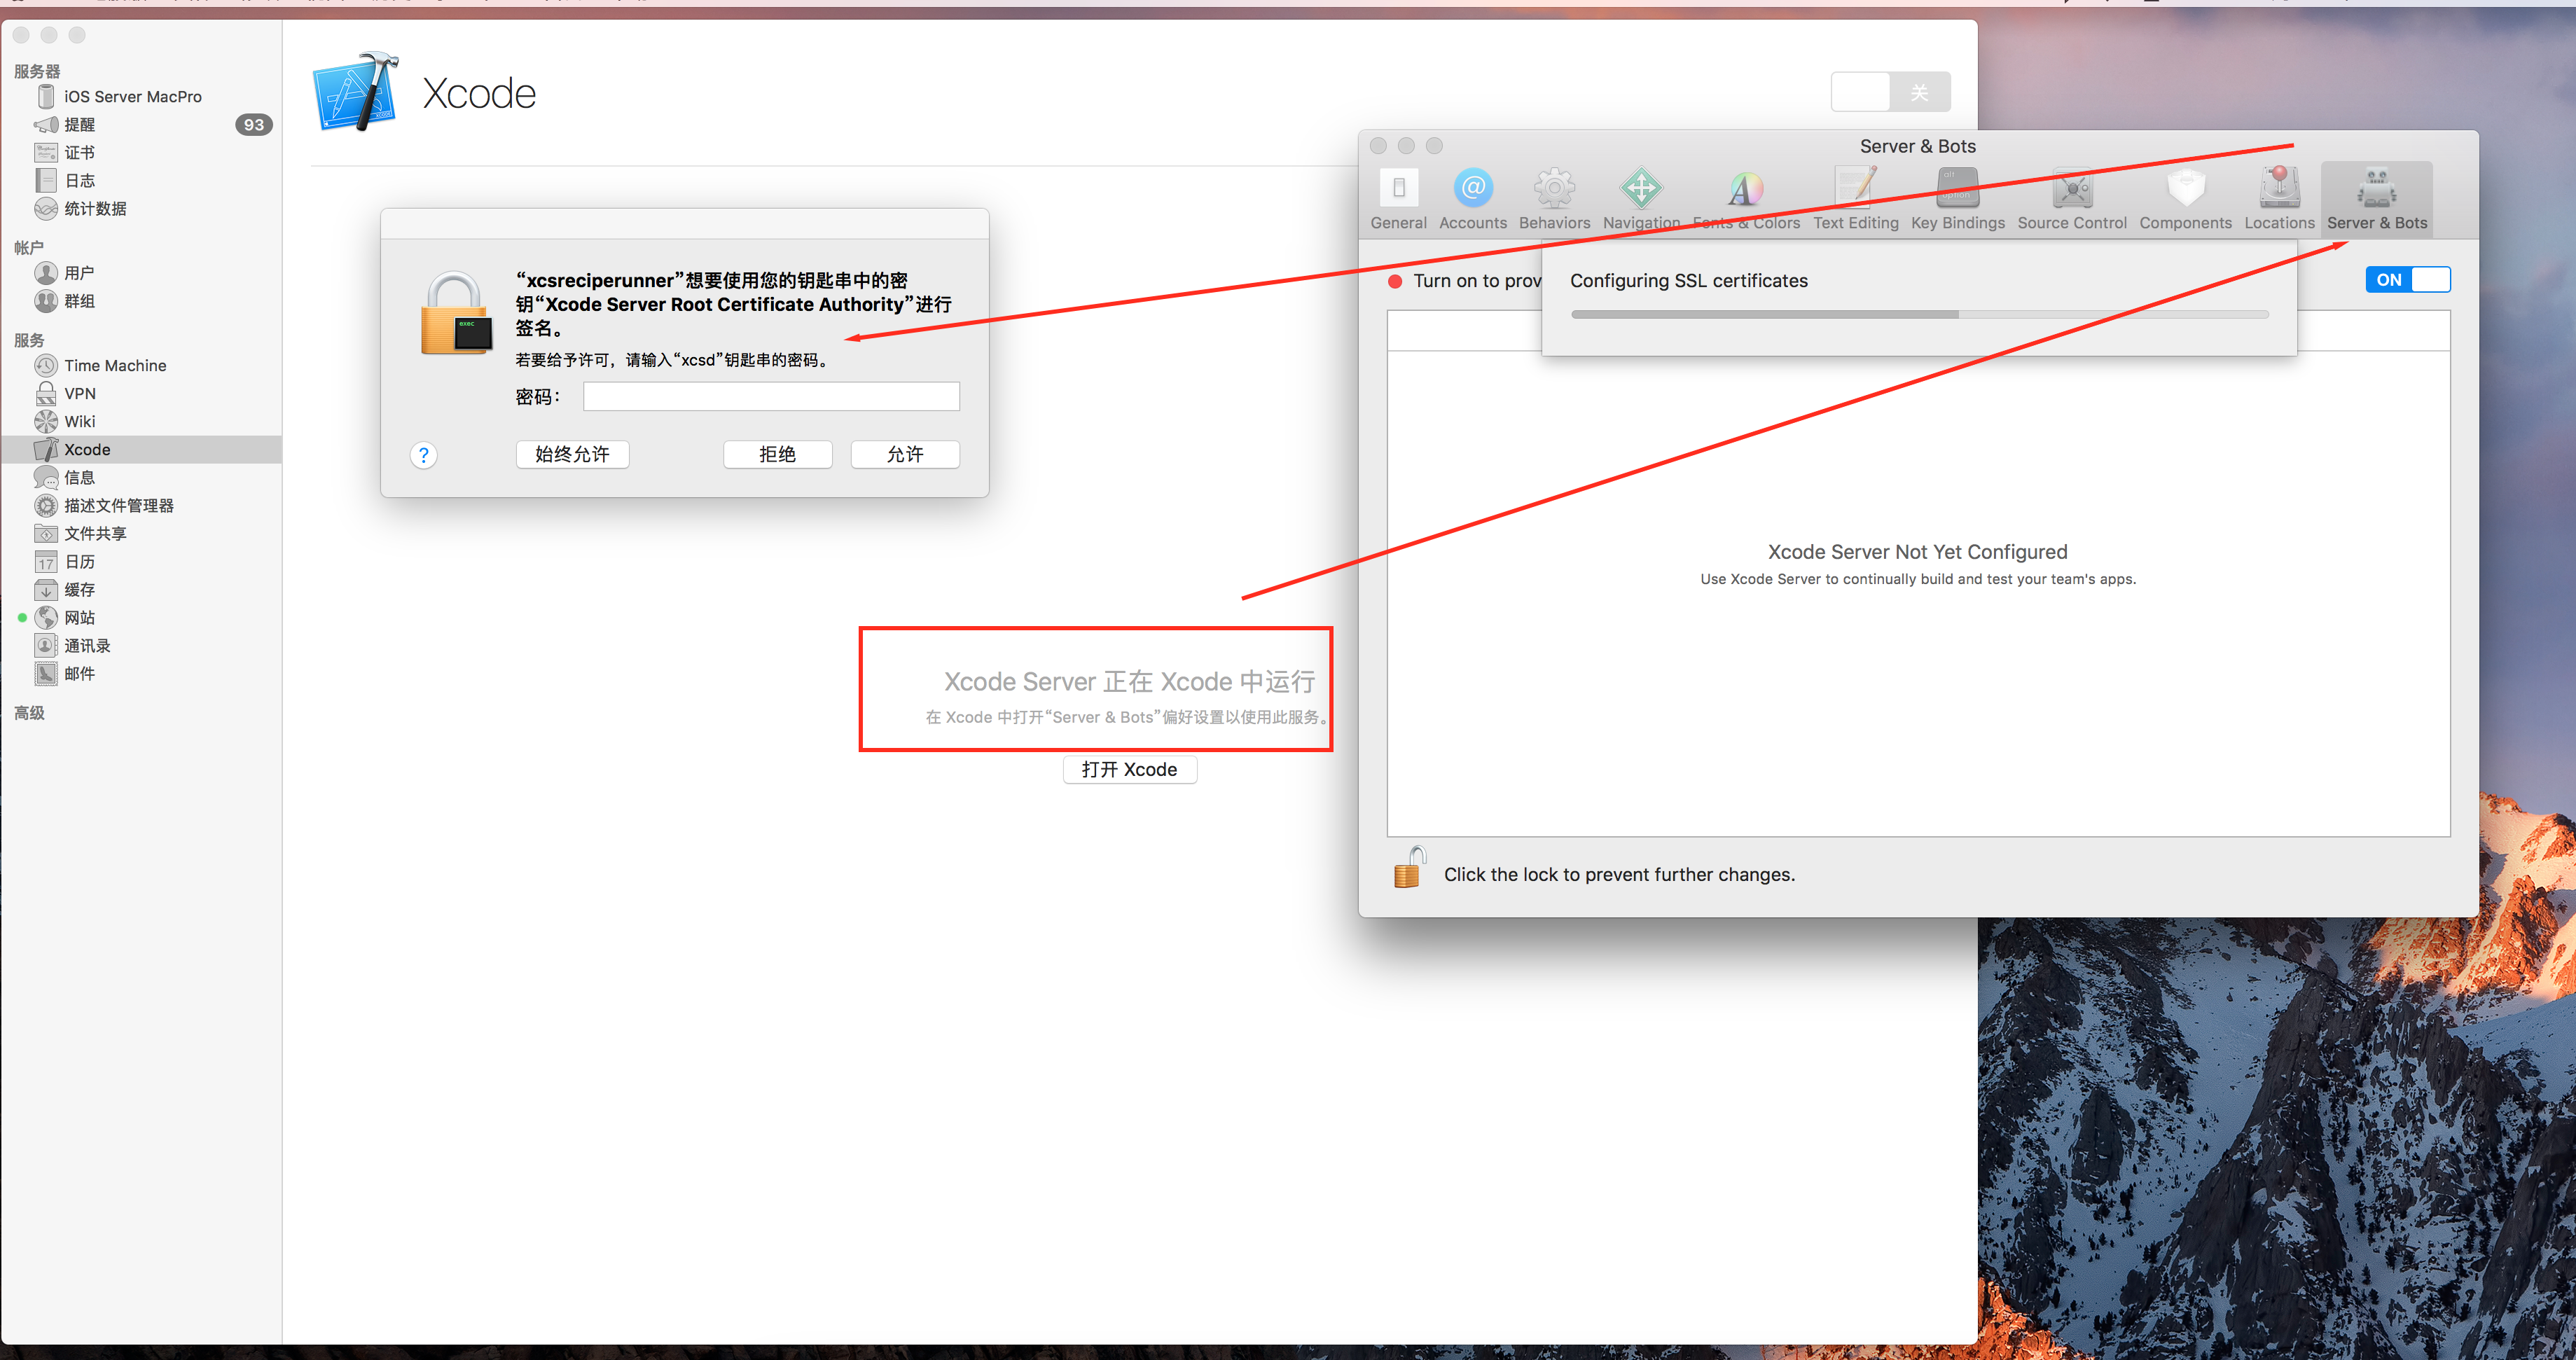 服务器
iOS Server MacPro
提醒
93
证书
日志
统计数据
帐户
用户
群组
服务
Time Machine
VPN
Wiki
Xcode
信息
描述文件管理器
文件共享
17
日历
缓存
网站
通讯录
邮件
高级
Xcode
关
“xcsreciperunner”想要使用您的钥匙串中的密
钥“Xcode Server Root Certificate Authority”进行
签名。
exec
若要给予许可，请输入“xcsd”钥匙串的密码。
密码：
?
始终允许
拒绝
允许
Xcode Server 正在 Xcode 中运行
在 Xcode 中打开“Server & Bots”偏好设置以使用此服务。
打开 Xcode
Server & Bots
alt
option
General
Accounts
Behaviors
Navigation
Fonts & Colors
Text Editing
Key Bindings
Source Control
Components
Locations
Server & Bots
Turn on to prov
Configuring SSL certificates
ON
Xcode Server Not Yet Configured
Use Xcode Server to continually build and test your team's apps.
Click the lock to prevent further changes.